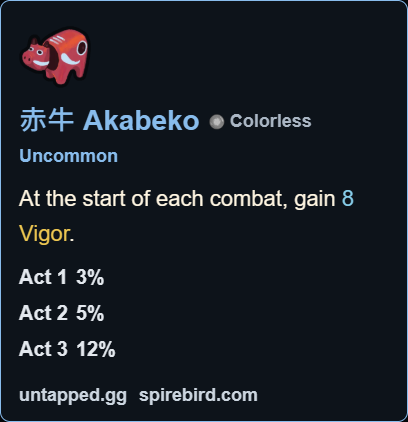 赤牛 Akabeko Colorless
Uncommon
At the start of each combat, gain 8
Vigor.
Act 1 3%
Act 2 5%
Act 3 12%
untapped.gg spirebird.com